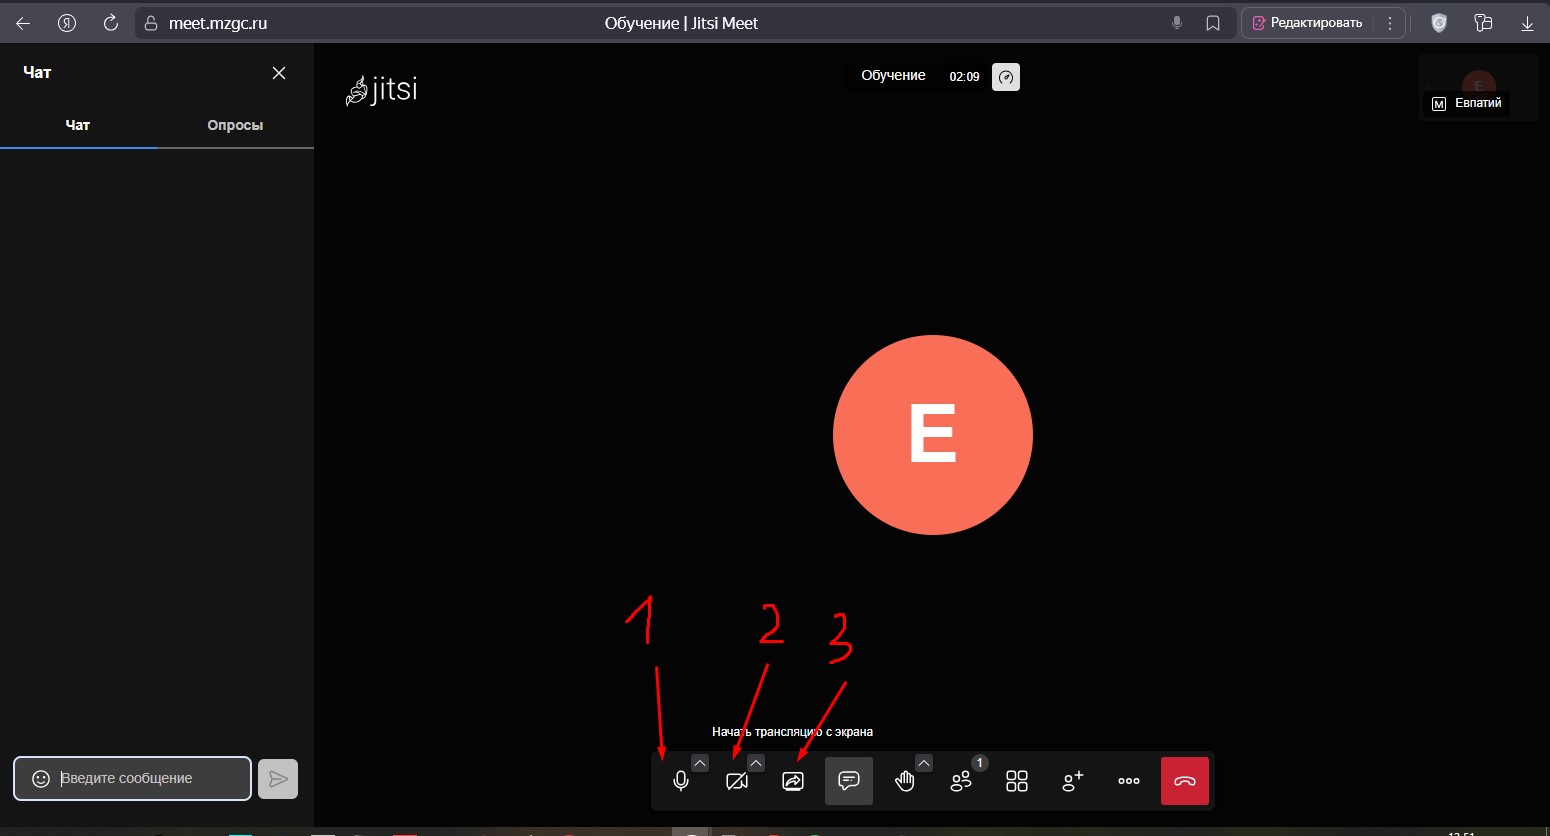 meet.mzgc.ru
Обучение | Jitsi Meet
Редактировать
Чат
Чат
Опросы
jitsi
Обучение 02:09
E
М Евпатий
E
1
2
3
Начать трансляцию с экрана
Введите сообщение
1